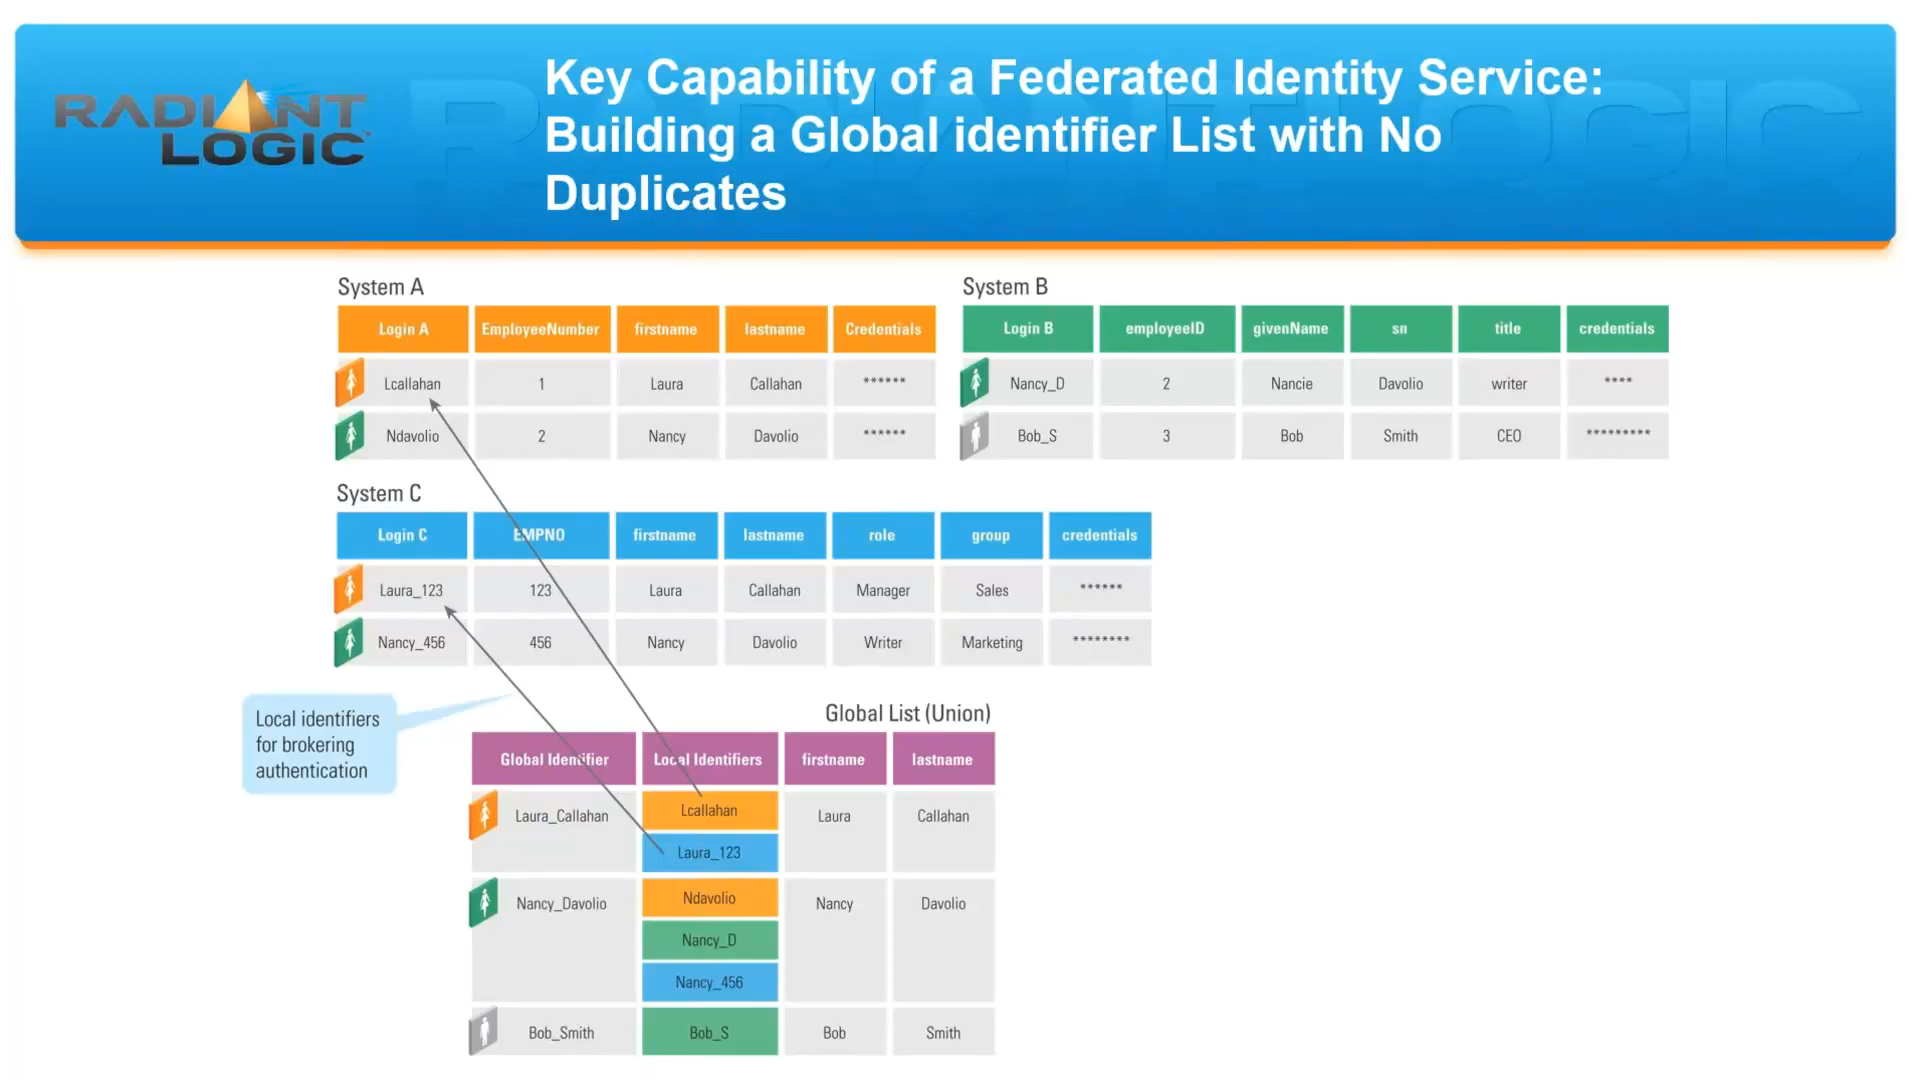 RADIANT
LOGIC
Key Capability of a Federated Identity Service:
Building a Global identifier List with No
Duplicates
System A
Login A EmployeeNumber firstname lastname Credentials
Lcallahan 1 Laura Callahan ******
Ndavolio 2 Nancy Davolio ******
System B
Login B employeeID givenName sn title credentials
Nancy_D 2 Nancie Davolio writer ****
Bob_S 3 Bob Smith CEO *********
System C
Login C EMPNO firstname lastname role group credentials
Laura_123 123 Laura Callahan Manager Sales ******
Nancy_456 456 Nancy Davolio Writer Marketing ********
Local identifiers
for brokering
authentication
Global List (Union)
Global Identifier Local Identifiers firstname lastname
Laura_Callahan Lcallahan Laura Callahan
Laura_123
Nancy_Davolio Ndavolio Nancy Davolio
Nancy_D
Nancy_456
Bob_Smith Bob_S Bob Smith